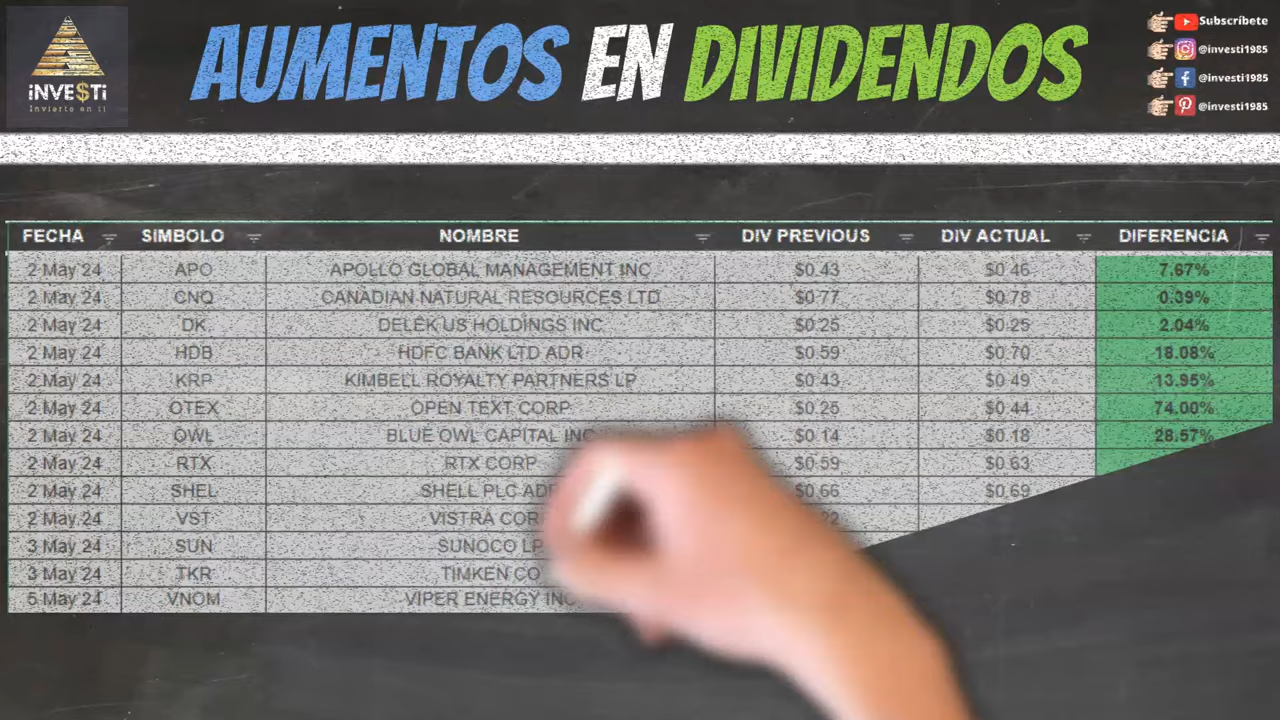 AUMENTOS EN DIVIDENDOS
iNVE$Ti
Invierte en ti
Subscríbete
@investi1985
@investi1985
@investi1985
FECHA SIMBOLO NOMBRE DIV PREVIOUS DIV ACTUAL DIFERENCIA
2 May 24 APO APOLLO GLOBAL MANAGEMENT INC $0.43 $0.46 7.67%
2 May 24 CNQ CANADIAN NATURAL RESOURCES LTD $0.77 $0.78 0.39%
2 May 24 DK DELEK US HOLDINGS INC $0.25 $0.25 2.04%
2 May 24 HDB HDFC BANK LTD ADR $0.59 $0.70 18.08%
2 May 24 KRP KIMBELL ROYALTY PARTNERS LP $0.43 $0.49 13.95%
2 May 24 OTEX OPEN TEXT CORP $0.25 $0.44 74.00%
2 May 24 OWL BLUE OWL CAPITAL INC $0.14 $0.18 28.57%
2 May 24 RTX RTX CORP $0.59 $0.63
2 May 24 SHEL SHELL PLC ADR $0.66 $0.69
2 May 24 VST VISTRA CORP
3 May 24 SUN SUNOCO LP
3 May 24 TKR TIMKEN CO
5 May 24 VNOM VIPER ENERGY INC